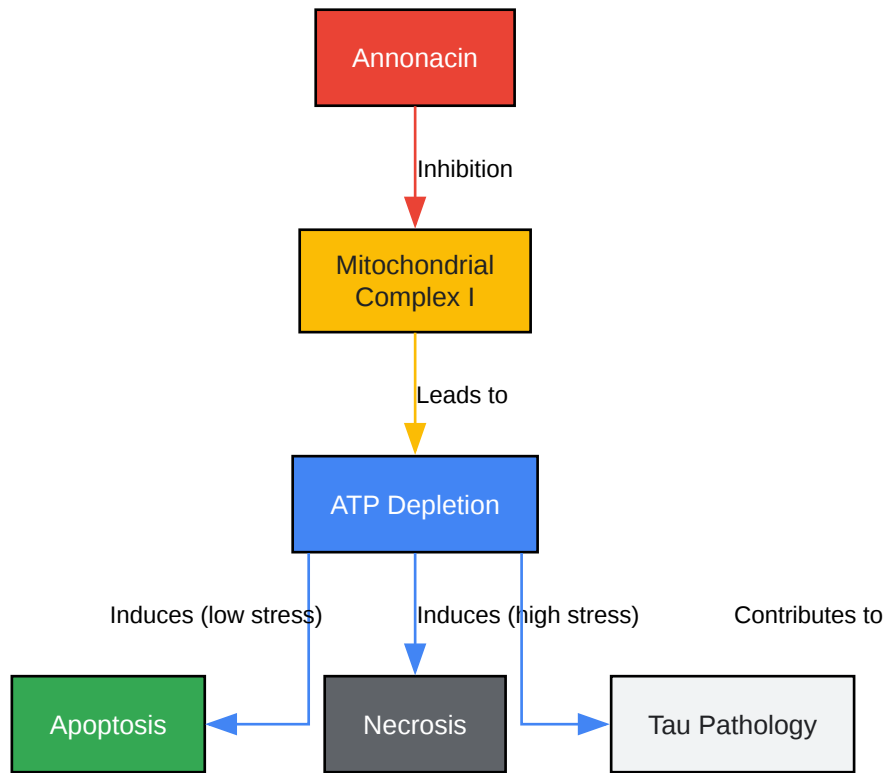 Annonacin
Inhibition
Mitochondrial
Complex I
Leads to
ATP Depletion
Induces (low stress)
Induces (high stress)
Contributes to
Apoptosis
Necrosis
Tau Pathology